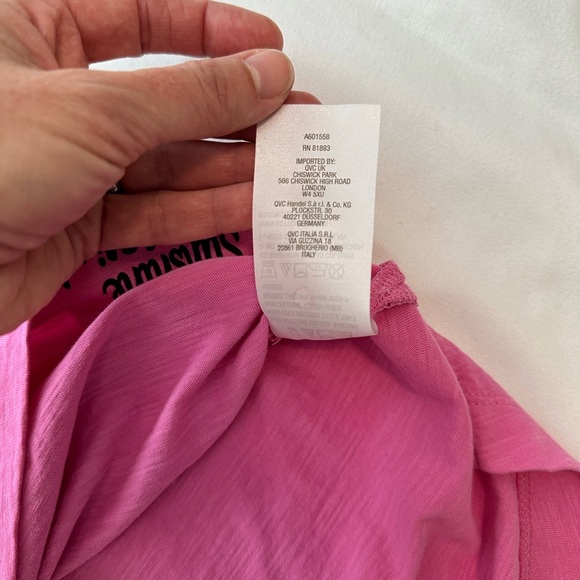 A601558
RN 81893
IMPORTED BY:
QVC UK
CHISWICK PARK
566 CHISWICK HIGH ROAD
LONDON
W4 5XU
QVC Handel S.à r.l. & Co. KG
PLOCKSTR. 30
40221 DÜSSELDORF
GERMANY
QVC ITALIA S.R.L.
VIA GUZZINA 18
20861 BRUGHERIO (MB)
ITALY